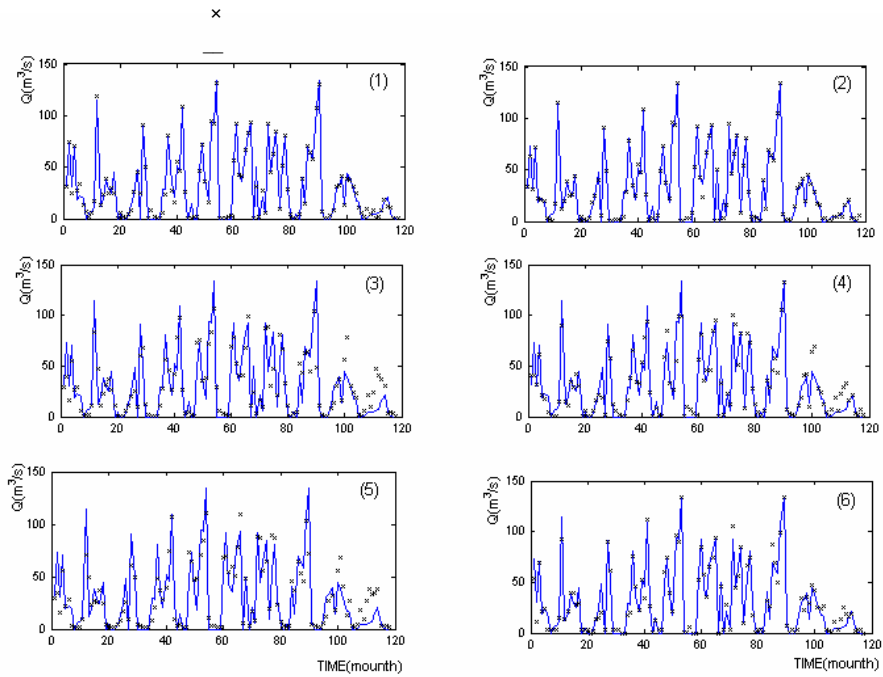 ×
—
Q(m³/s) 150 100 50 0 (1) 0 20 40 60 80 100 120
Q(m³/s) 150 100 50 0 (2) 0 20 40 60 80 100 120
Q(m³/s) 150 100 50 0 (3) 0 20 40 60 80 100 120
Q(m³/s) 150 100 50 0 (4) 0 20 40 60 80 100 120
Q(m³/s) 150 100 50 0 (5) 0 20 40 60 80 100 120
TIME(mounth)
Q(m³/s) 150 100 50 0 (6) 0 20 40 60 80 100 120
TIME(mounth)